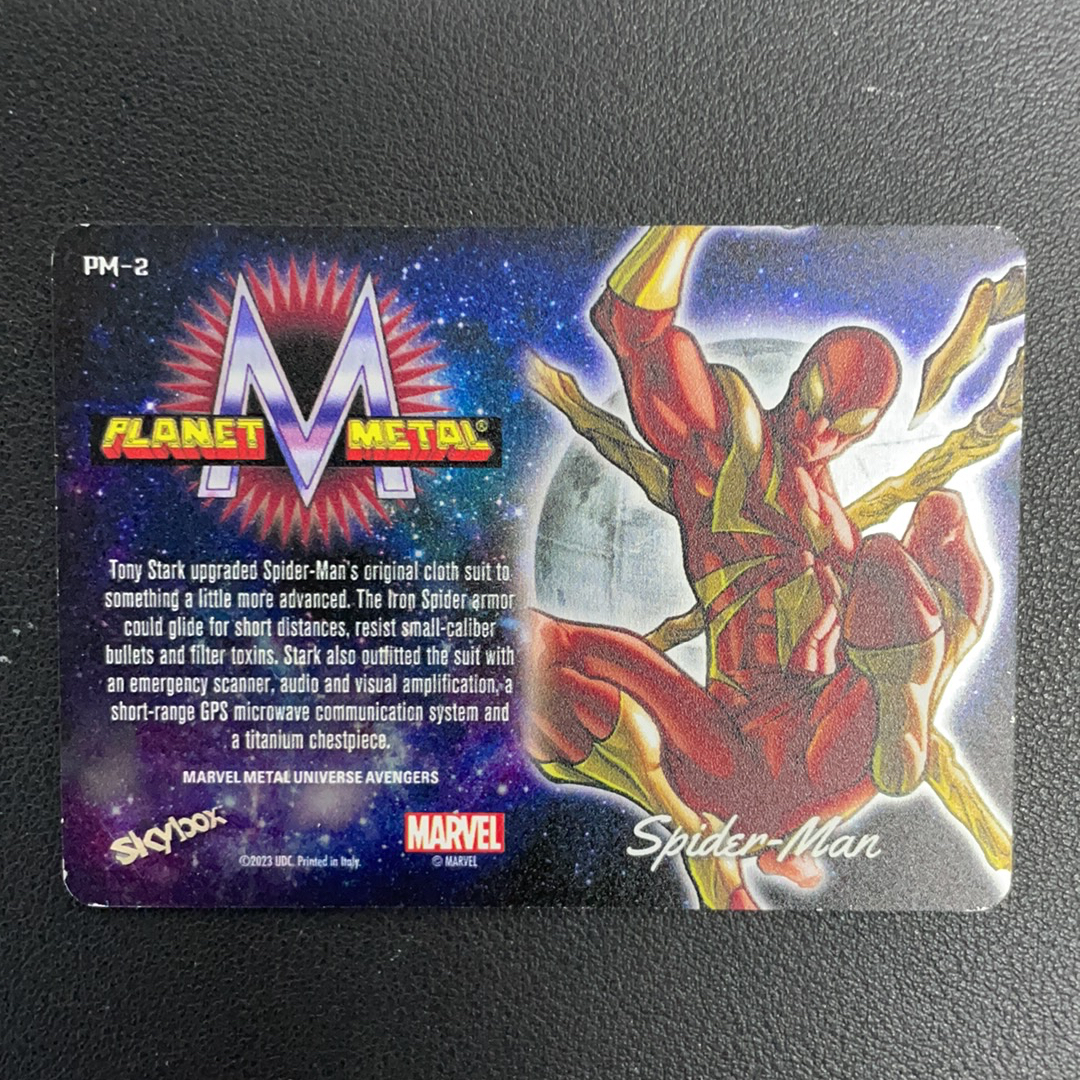 PM-2
M
PLANET METAL®
Tony Stark upgraded Spider-Man's original cloth suit to
something a little more advanced. The Iron Spider armor
could glide for short distances, resist small-caliber
bullets and filter toxins. Stark also outfitted the suit with
an emergency scanner, audio and visual amplification, a
short-range GPS microwave communication system and
a titanium chestpiece.
MARVEL METAL UNIVERSE AVENGERS
skybox
©2023 UDC. Printed in Italy.
MARVEL
© MARVEL
Spider-Man